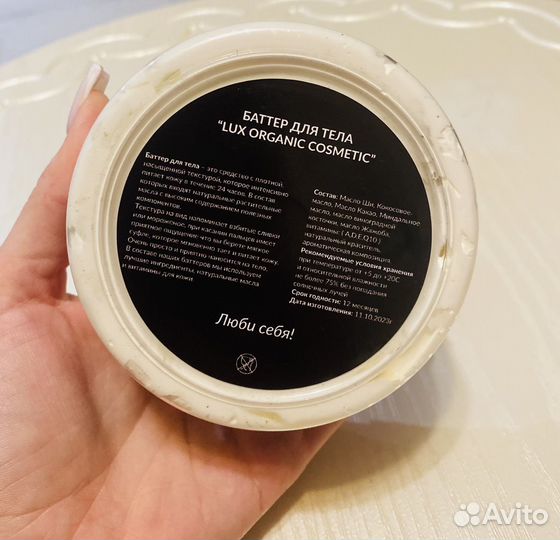 БАТТЕР ДЛЯ ТЕЛА
“LUX ORGANIC COSMETIC”
Баттер для тела – это средство с плотной,
насыщенной текстурой, которое интенсивно
питает кожу в течение 24 часов. В состав
которых входят натуральные растительные
масла с высоким содержанием полезных
компонентов.
Текстура на вид напоминает взбитые сливки
или мороженое, при касании пальцев имеет
приятное ощущение-что вы берете мягкое
суфле, которое мгновенно тает и питает кожу.
Очень просто и приятно наносится на тело.
В составе наших баттеров мы используем
лучшие ингредиенты, натуральные масла
и витамины для кожи
Состав: Масло Ши, Кокосовое
масло, Масло Какао, Миндальное
масло, масло виноградной
косточки, масло Жожоба,
витамины: ( A,D,E,Q10 )
натуральный краситель,
ароматическая композиция
Рекомендуемые условия хранения
при температуре от +5 до +20С
и относительной влажности
не более 75% без попадания
солнечных лучей
Срок годности: 12 месяцев
Дата изготовления: 11.10.2023г
Люби себя!
Avito